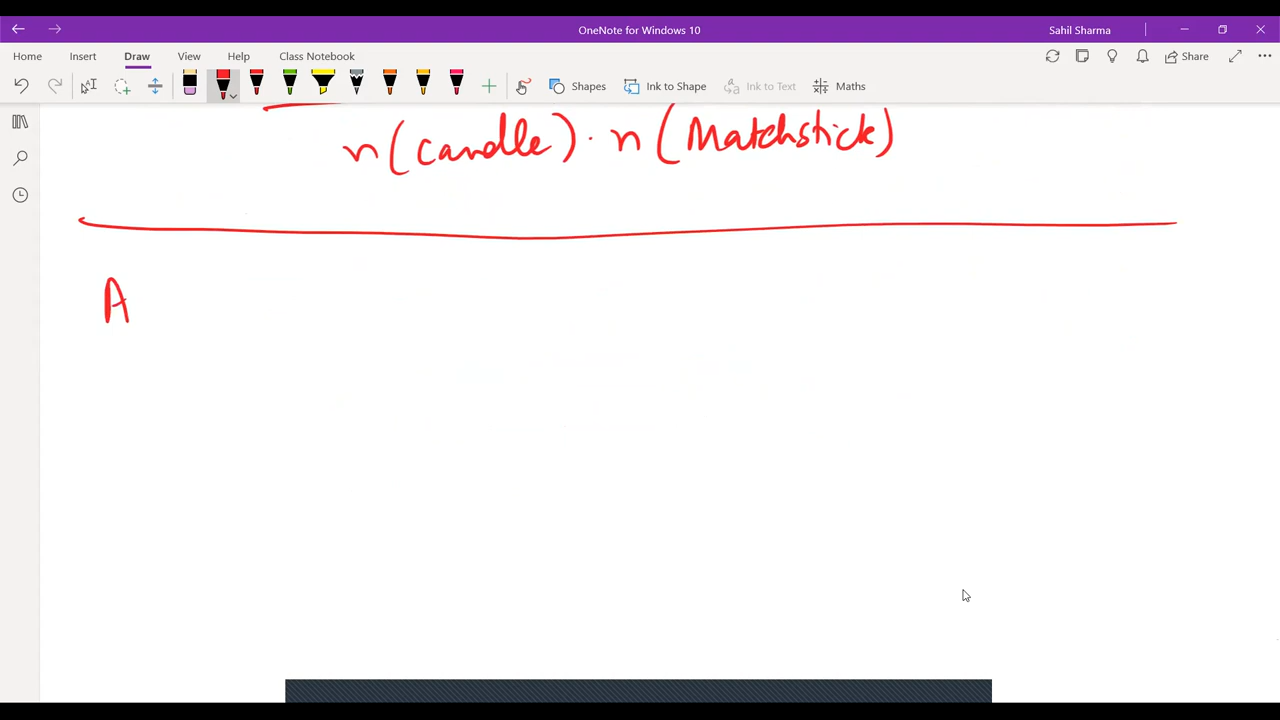 OneNote for Windows 10
Sahil Sharma
Home Insert Draw View Help Class Notebook Share
Shapes Ink to Shape Ink to Text Maths
n(candle) · n(Matchstick)
A